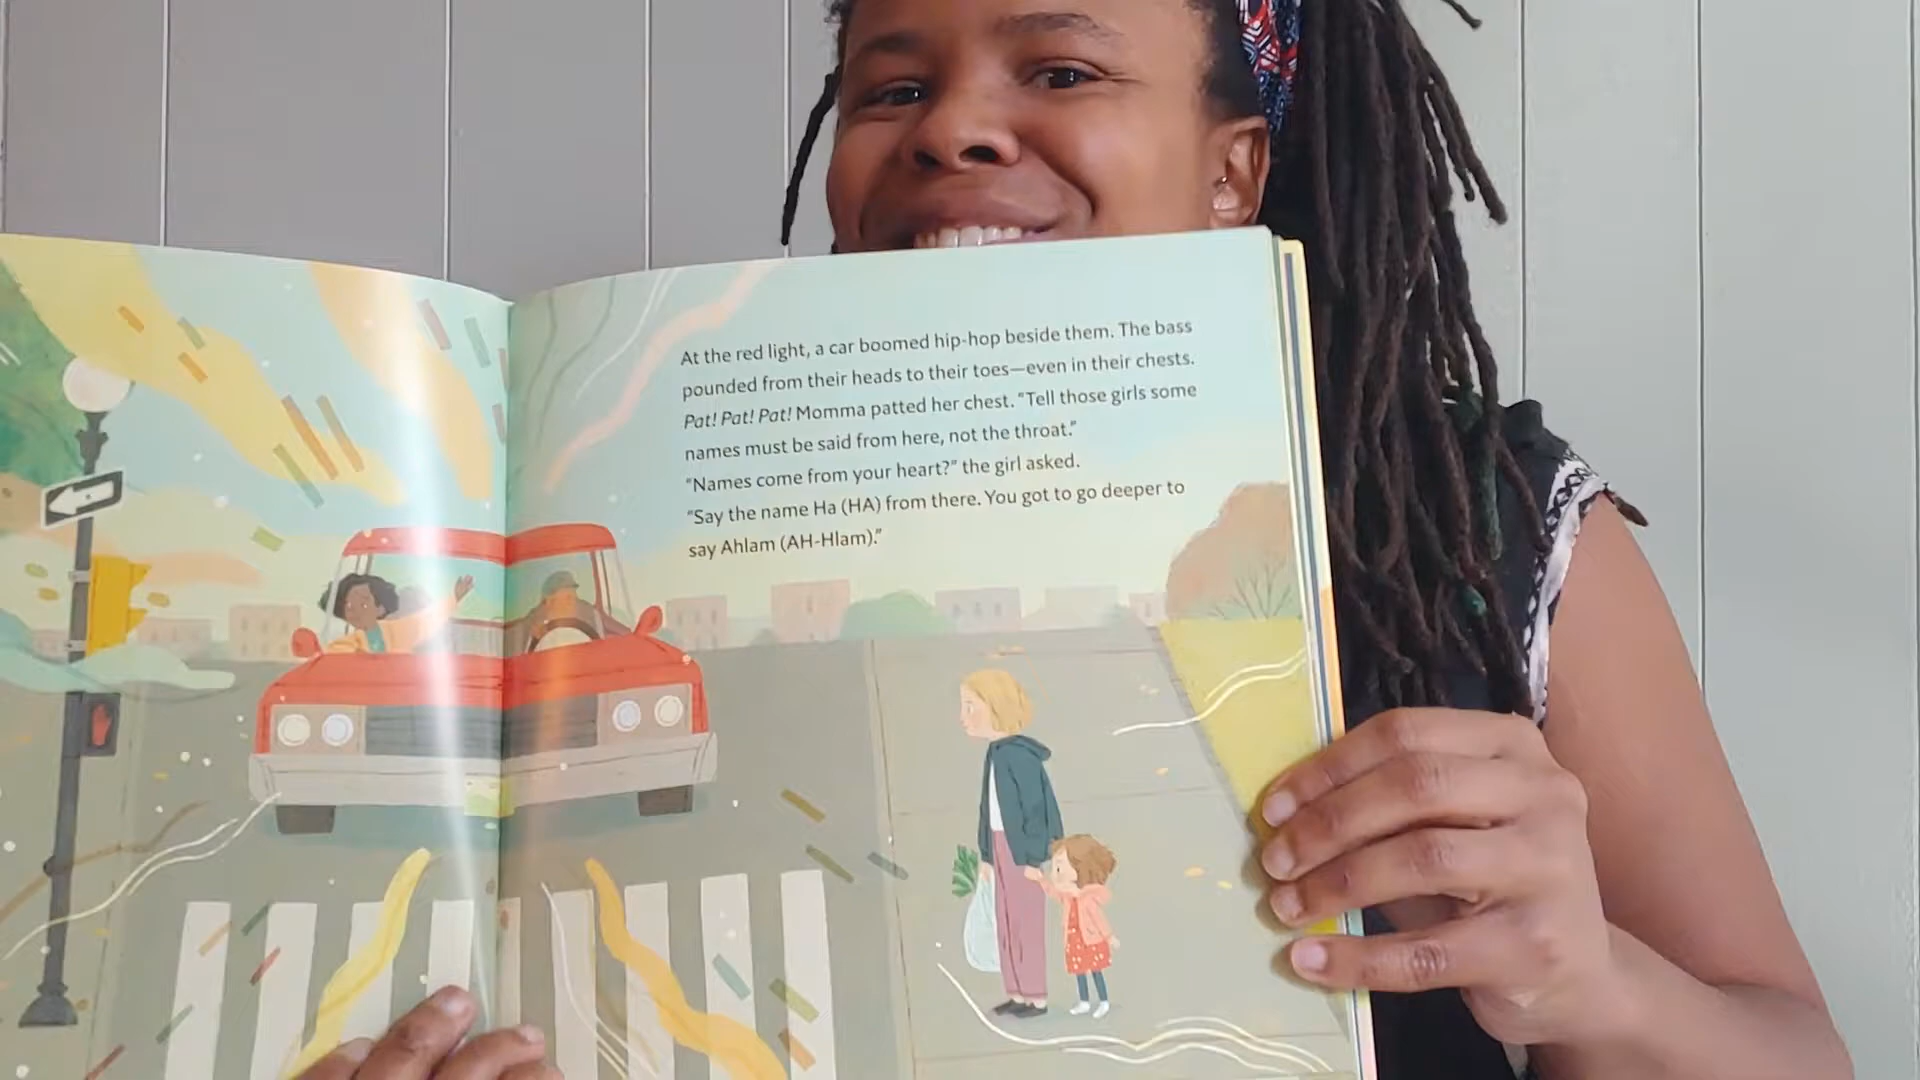 At the red light, a car boomed hip-hop beside them. The bass
pounded from their heads to their toes—even in their chests.
Pat! Pat! Pat! Momma patted her chest. “Tell those girls some
names must be said from here, not the throat.”
“Names come from your heart?” the girl asked.
“Say the name Ha (HA) from there. You got to go deeper to
say Ahlam (AH-Hlam).”